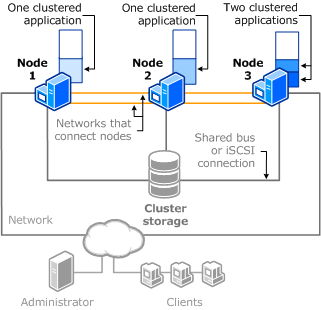 One clustered
application
One clustered
application
Two clustered
applications
Node
1
Node
2
Node
3
Networks that
connect nodes
Shared bus
or iSCSI
connection
Cluster
storage
Network
Administrator
Clients